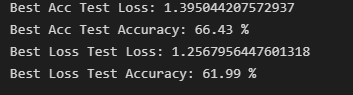 Best Acc Test Loss: 1.395044207572937
Best Acc Test Accuracy: 66.43 %
Best Loss Test Loss: 1.2567956447601318
Best Loss Test Accuracy: 61.99 %